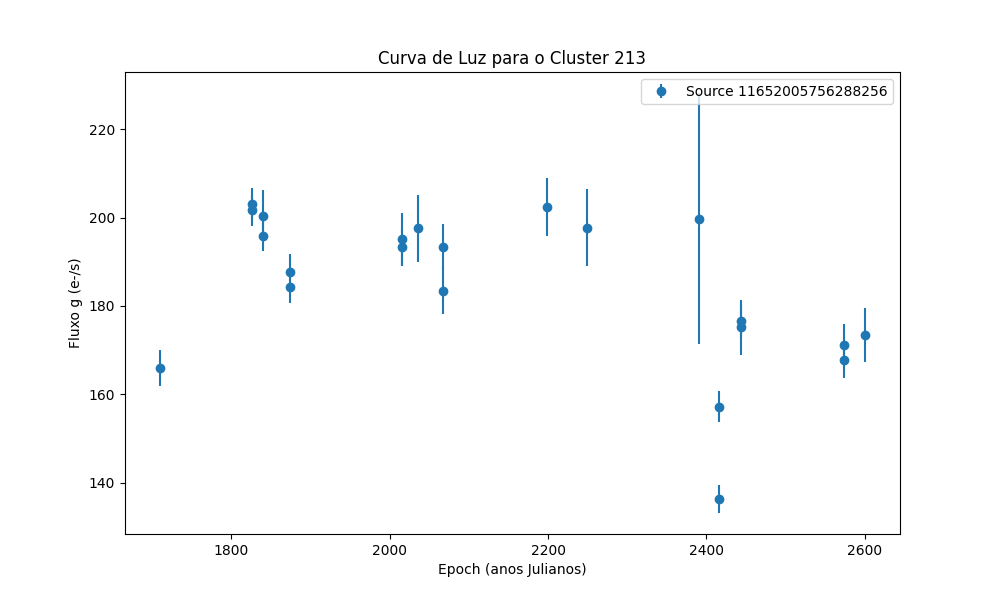 Curva de Luz para o Cluster 213
Source 11652005756288256
Fluxo g (e-/s)
220
200
180
160
140
1800
2000
2200
2400
2600
Epoch (anos Julianos)